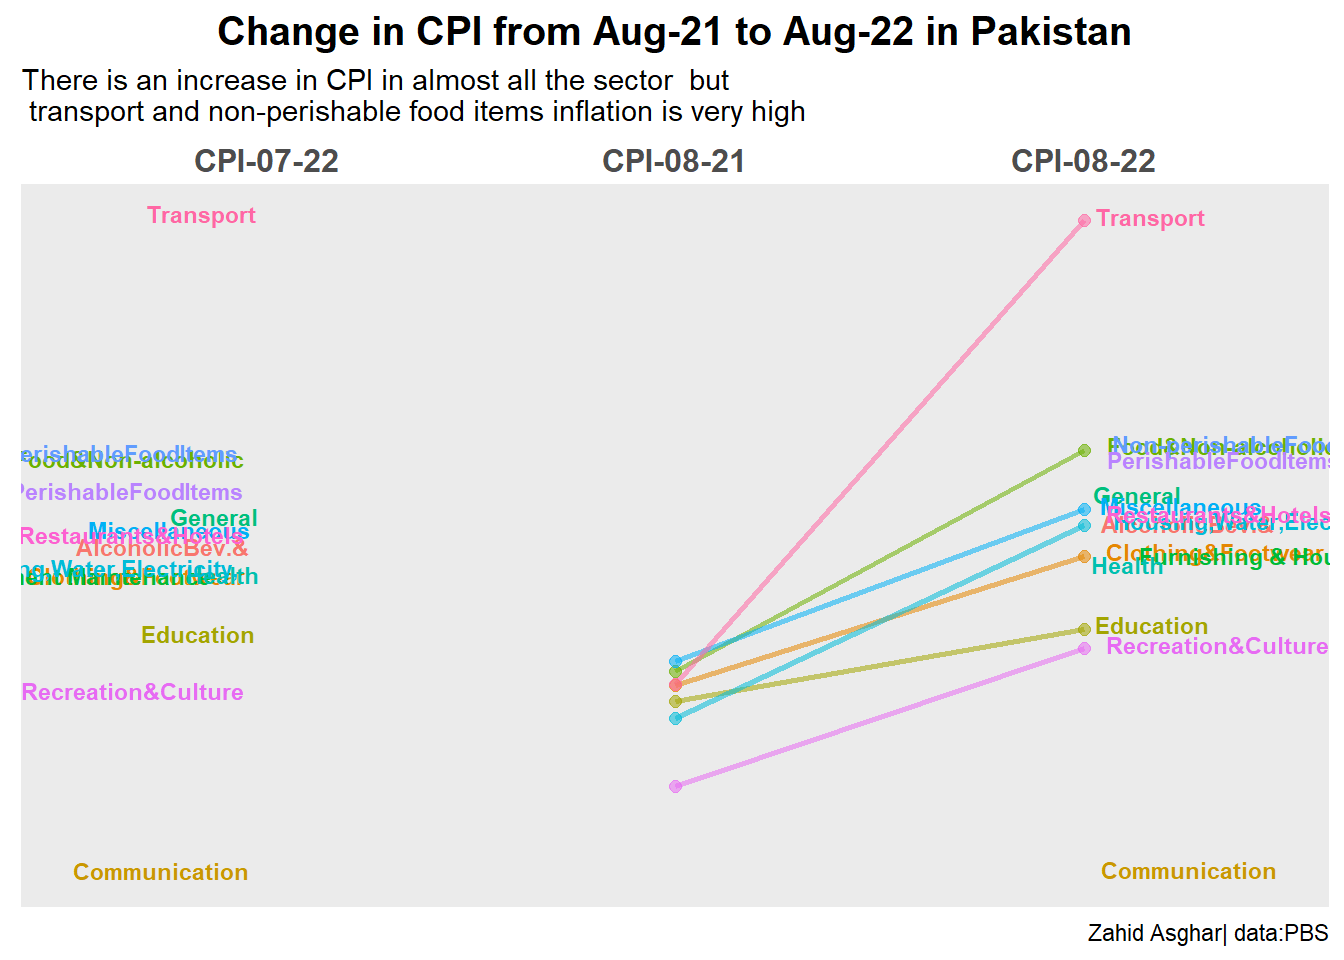 Change in CPI from Aug-21 to Aug-22 in Pakistan
There is an increase in CPI in almost all the sector  but
transport and non-perishable food items inflation is very high
CPI-07-22 CPI-08-21 CPI-08-22
Transport
Transport
erishableFoodItems
Food&Non-alcoholic
PerishableFoodItems
General
Miscellaneous
Restaurants&Hotels
AlcoholicBev.&
Water,Electricity,
Health
Education
Recreation&Culture
Communication
Non-perishableFoo
Food&Non-alcoholic
PerishableFoodItems
General
Miscellaneous
Restaurants&Hotels
Housing,Water,Elec
AlcoholicBev.&
Clothing&Footwear
Furnishing & Hou
Health
Education
Recreation&Culture
Communication
Zahid Asghar| data:PBS